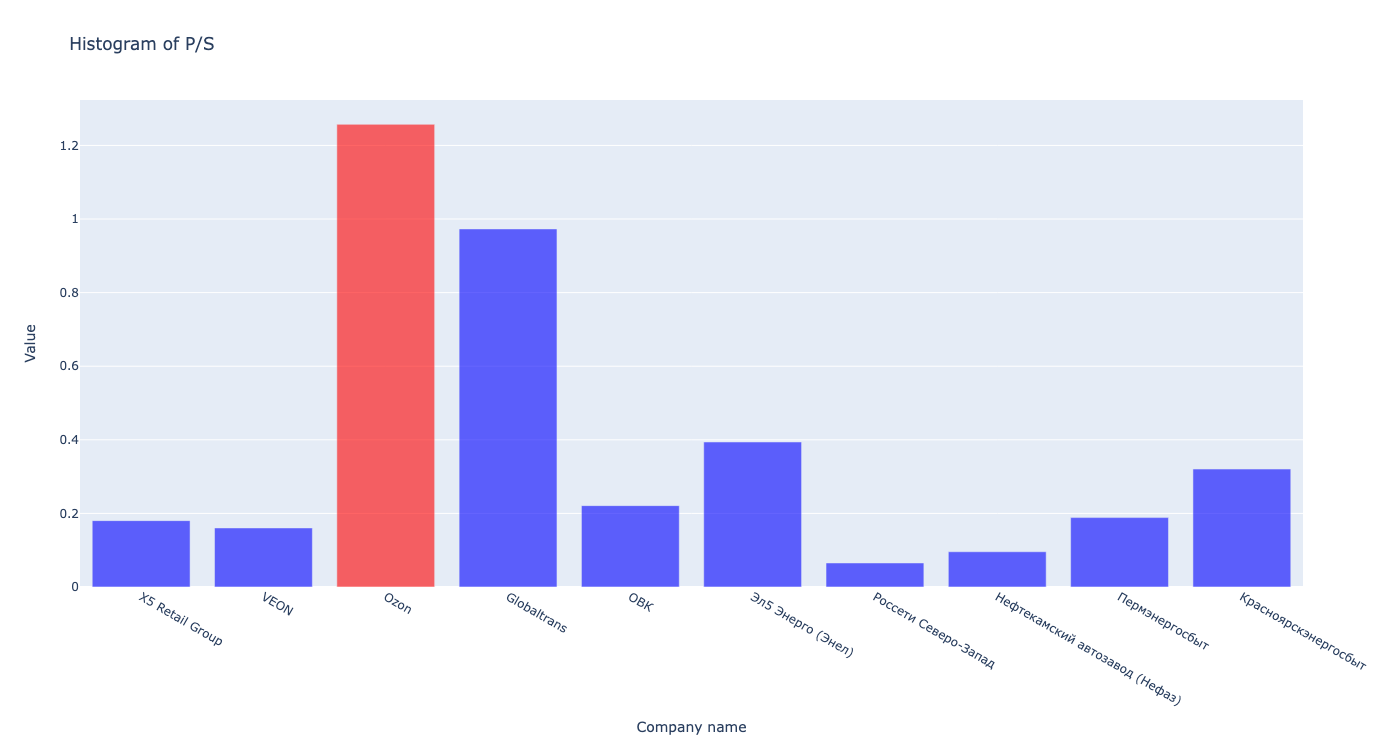 Histogram of P/S
Value
1.2
1
0.8
0.6
0.4
0.2
0
X5 Retail Group
VEON
Ozon
Globaltrans
ОВК
Эл5 Энерго (Энел)
Россети Северо-Запад
Нефтекамский автозавод (Нефаз)
Пермэнергосбыт
Красноярскэнергосбыт
Company name